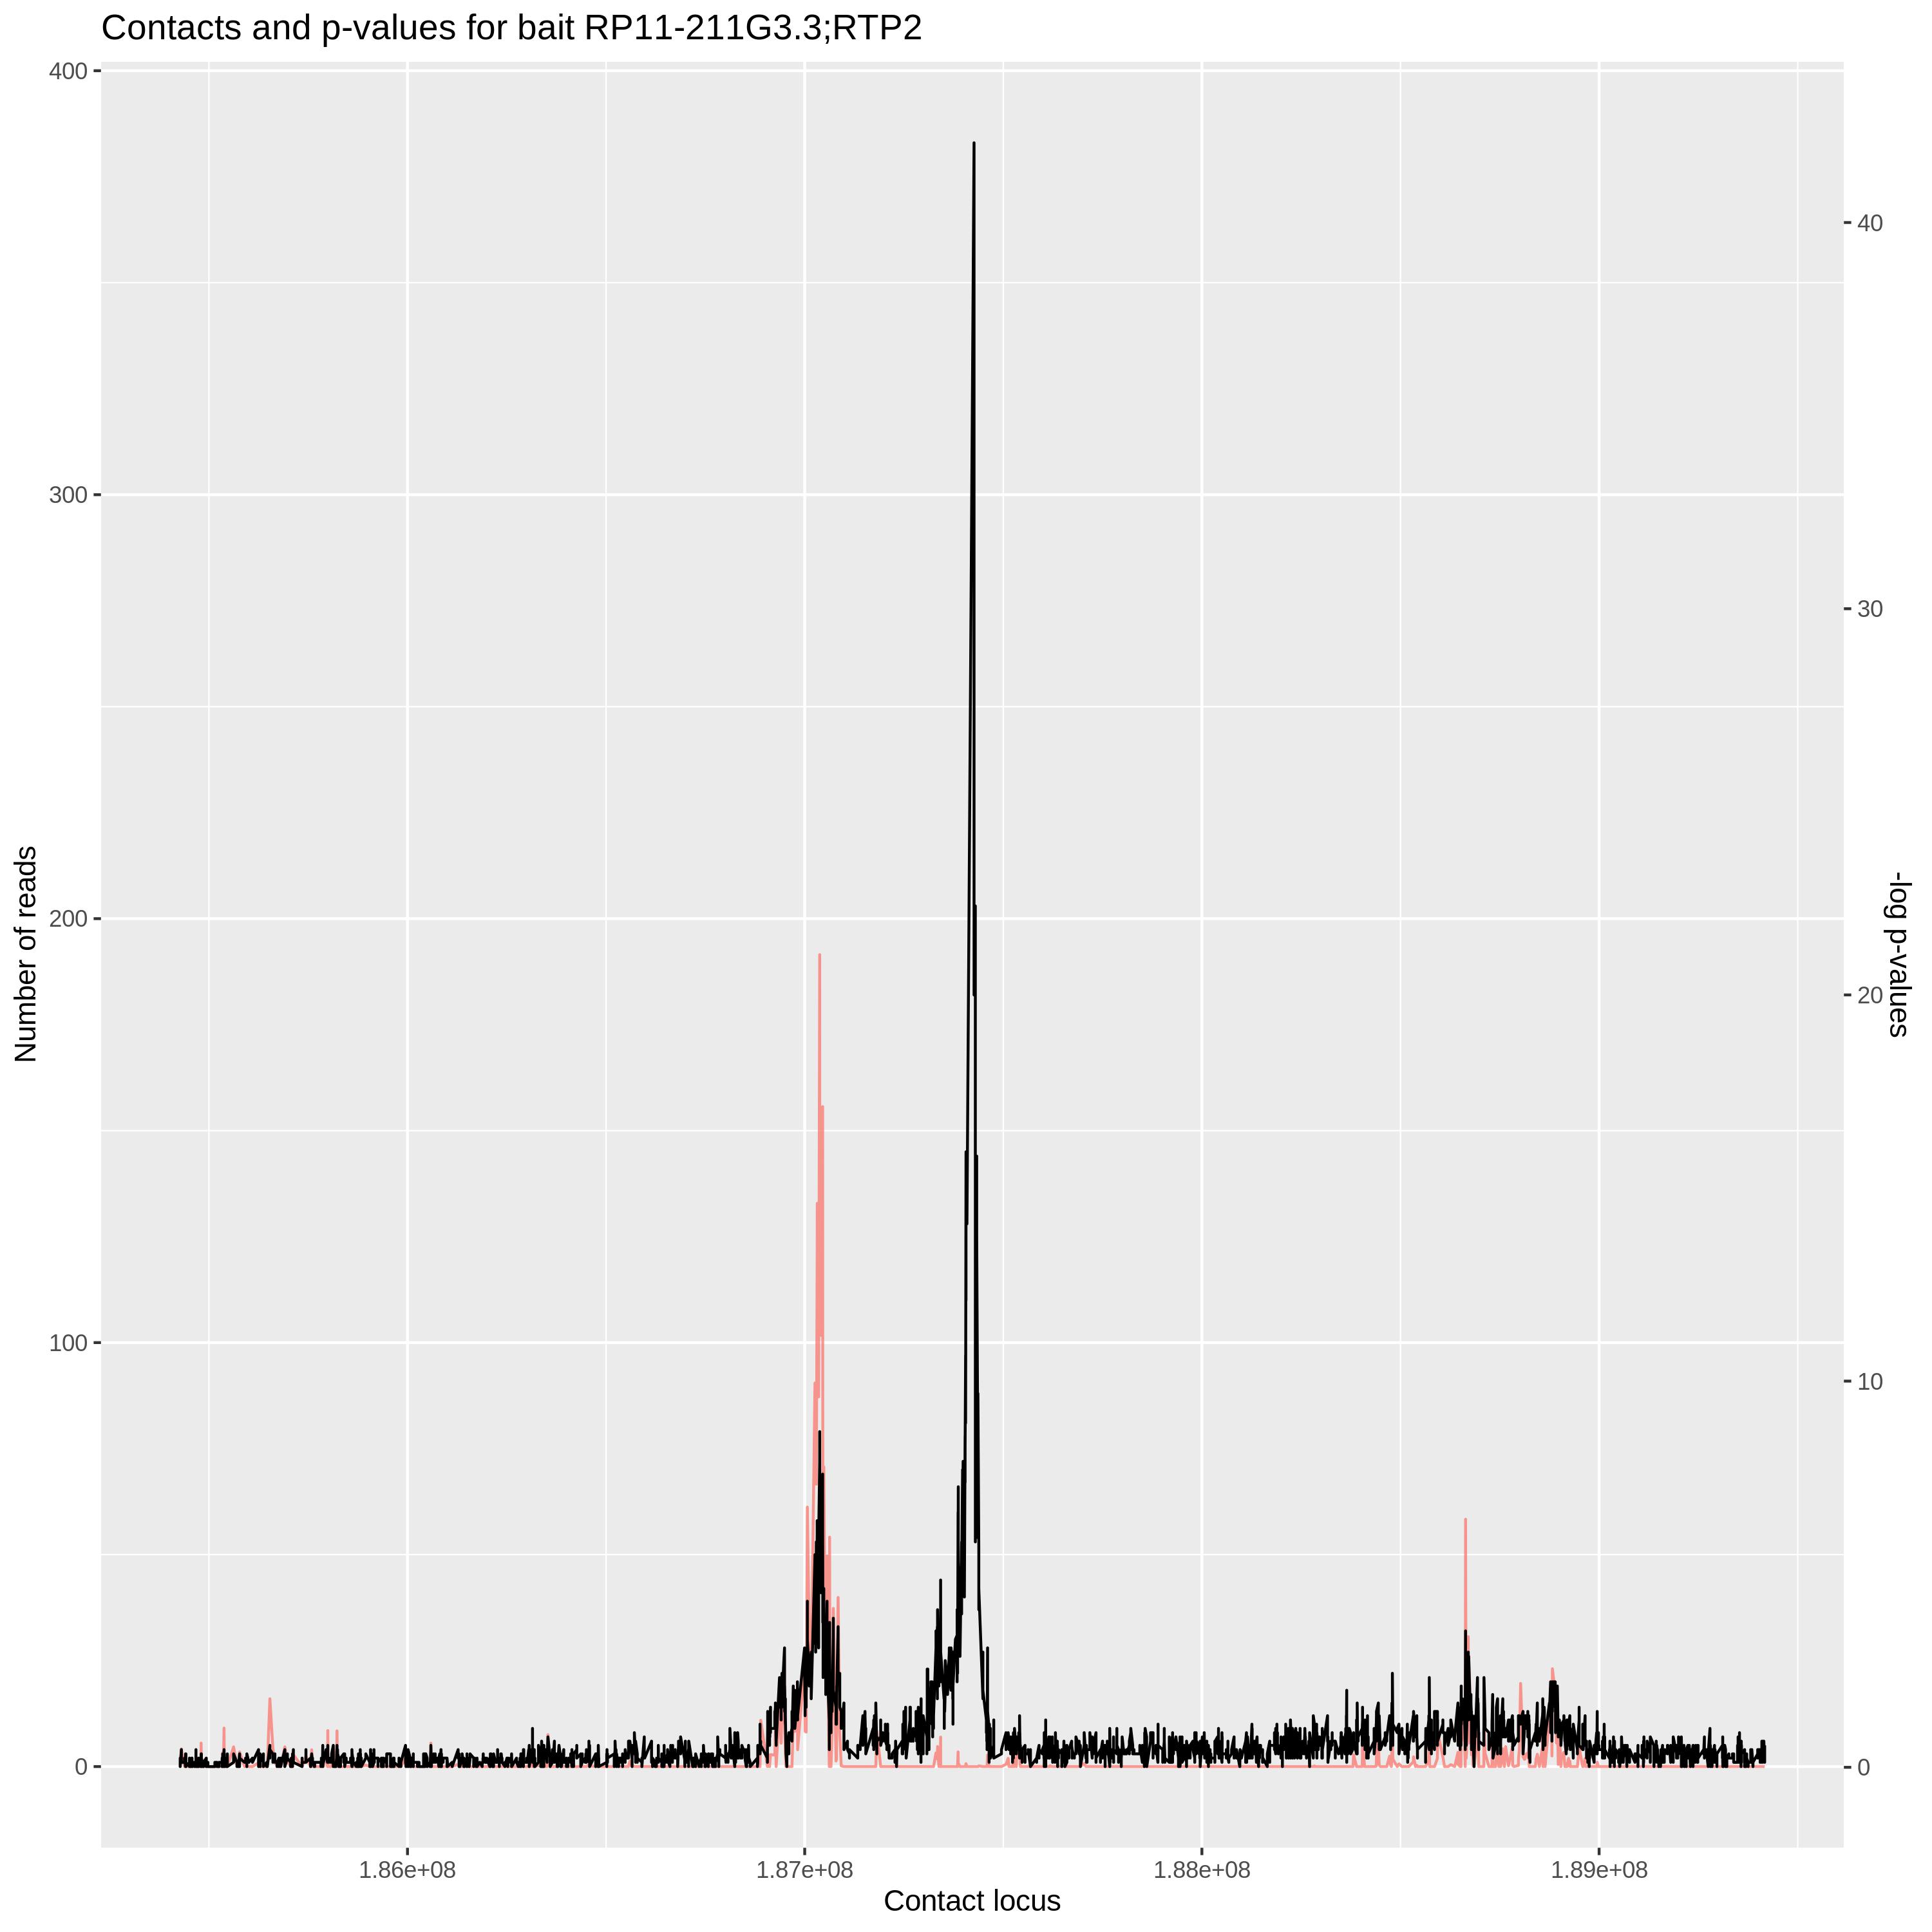 Contacts and p-values for bait RP11-211G3.3;RTP2
400
300
200
100
0
Number of reads
40
30
20
10
0
-log p-values
1.86e+08
1.87e+08
1.88e+08
1.89e+08
Contact locus